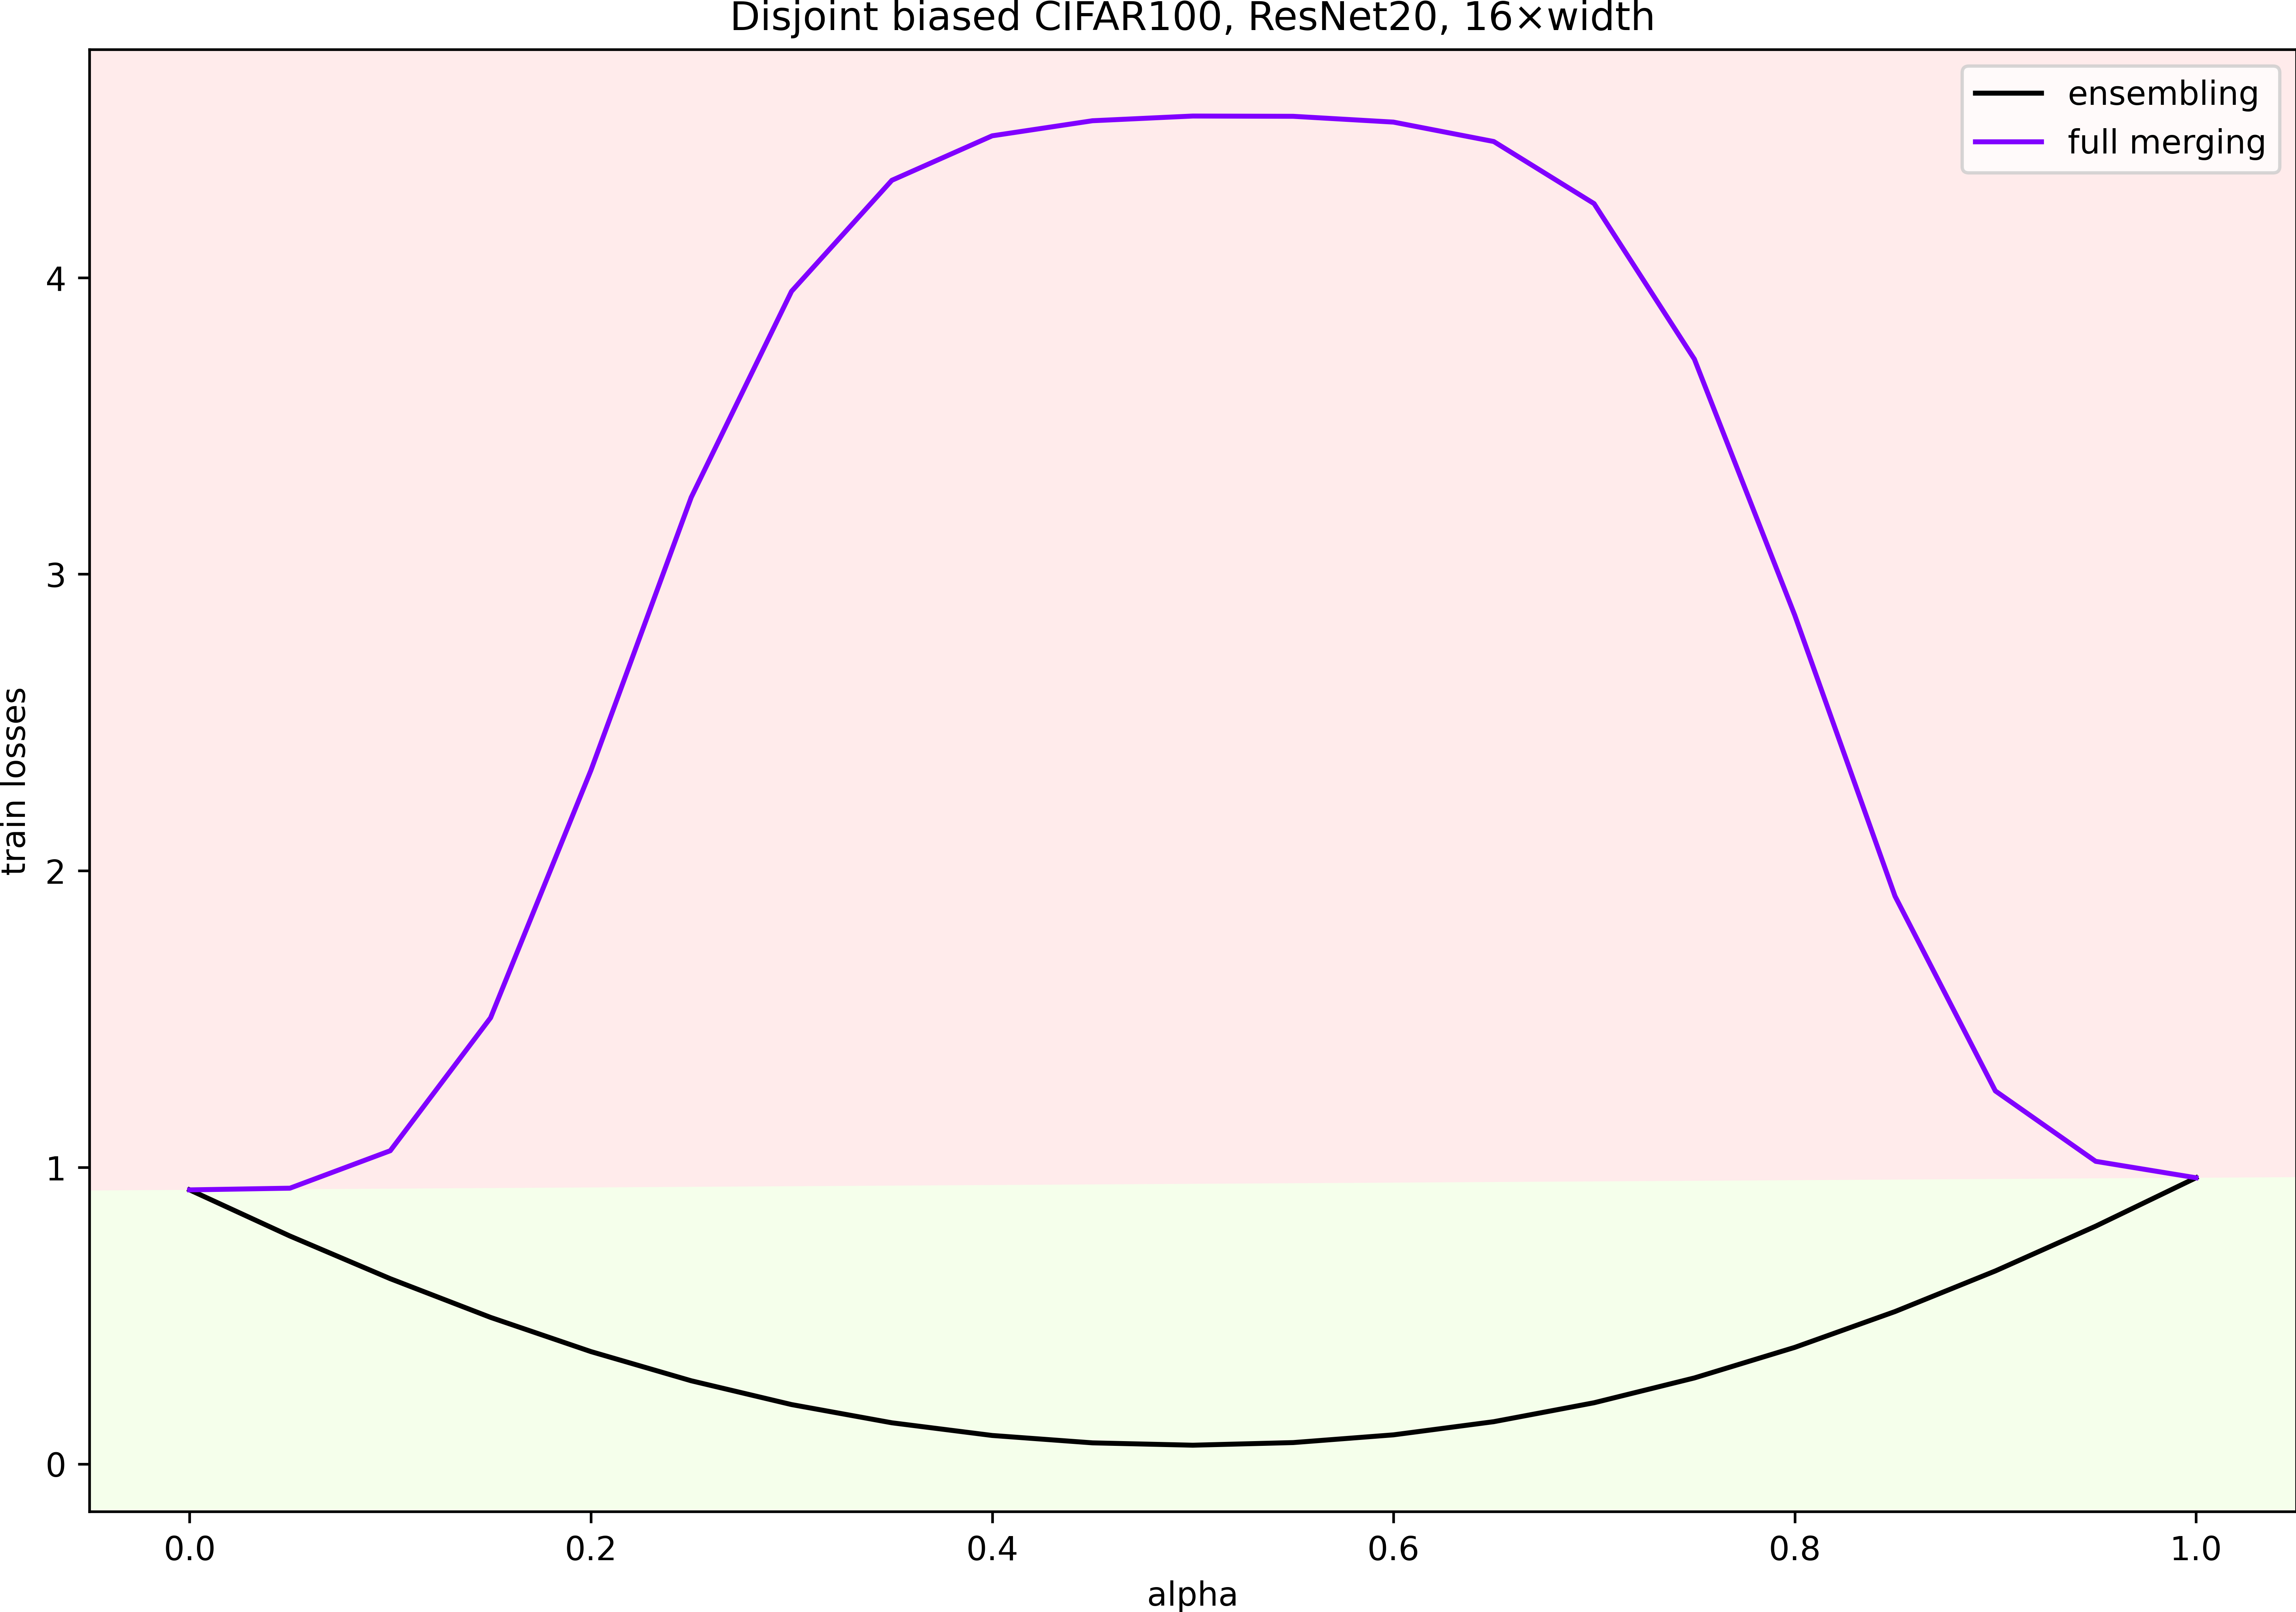 Disjoint biased CIFAR100, ResNet20, 16×width
ensembling
full merging
train losses
4
3
2
1
0
0.0 0.2 0.4 0.6 0.8 1.0
alpha